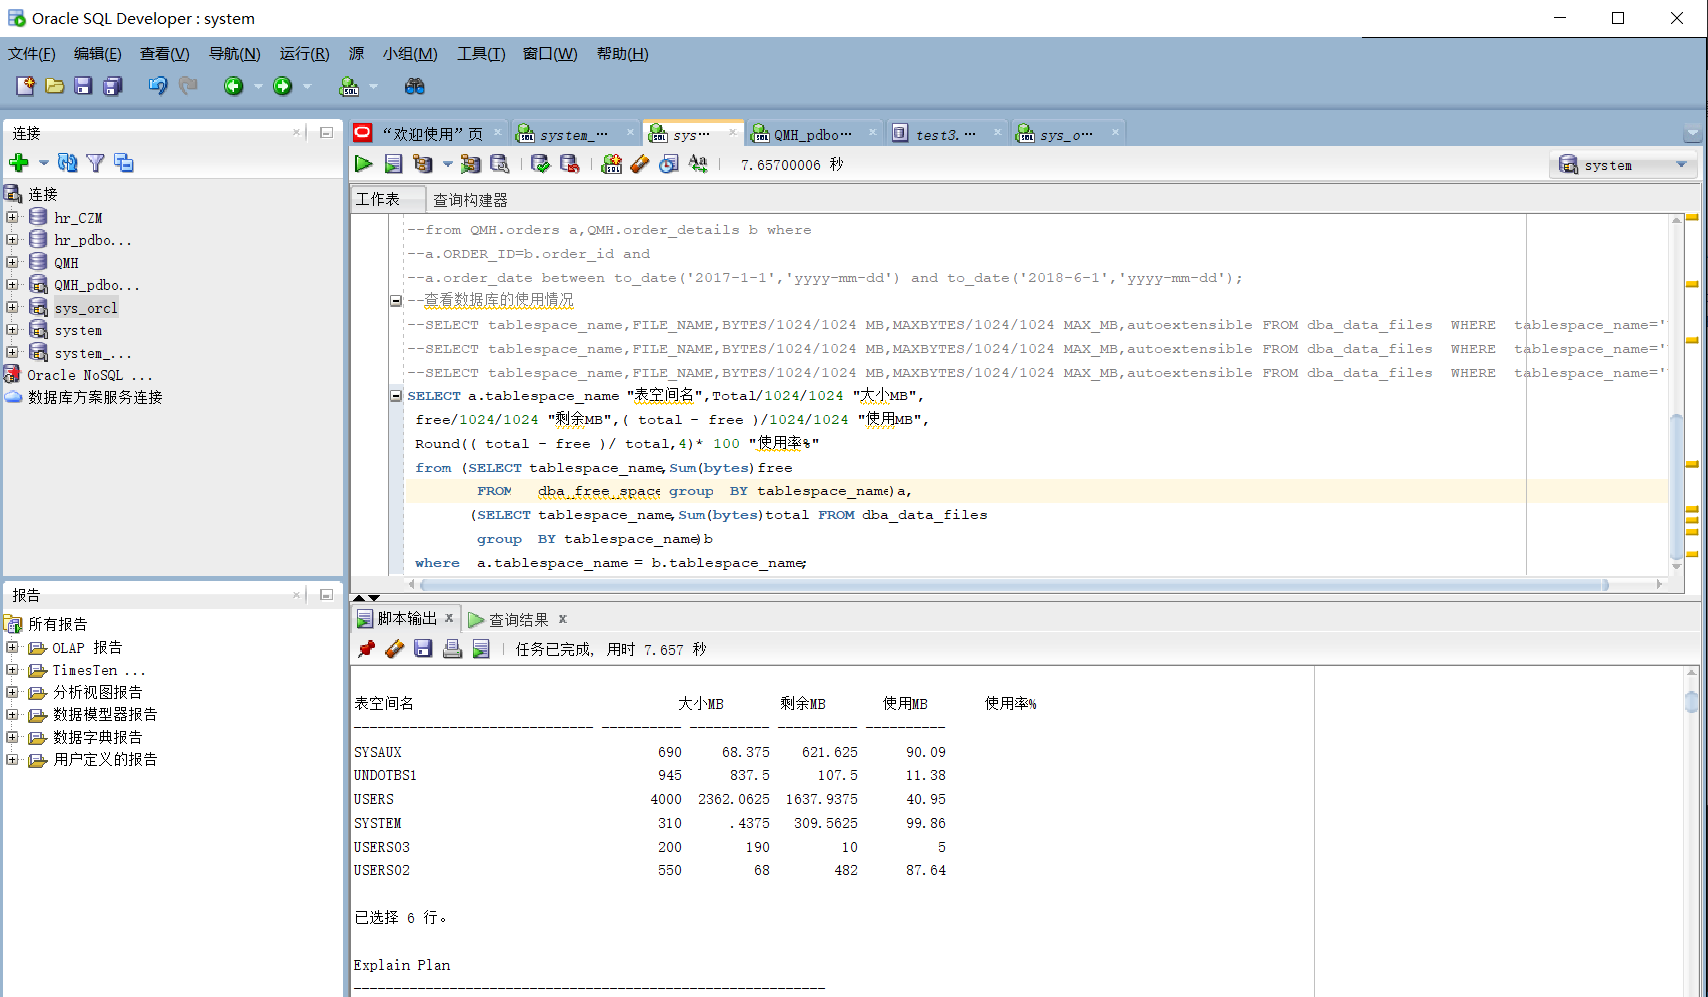 Oracle SQL Developer : system
文件(F) 编辑(E) 查看(V) 导航(N) 运行(R) 源 小组(M) 工具(T) 窗口(W) 帮助(H)
连接
连接
hr_CZM
hr_pdbo...
QMH
QMH_pdbo...
sys_orcl
system
system_...
Oracle NoSQL ...
数据库方案服务连接
报告
所有报告
OLAP 报告
TimesTen ...
分析视图报告
数据模型器报告
数据字典报告
用户定义的报告
“欢迎使用”页 system_… sys… QMH_pdbo… test3.… sys_o…
7.65700006 秒 system
工作表 查询构建器
--from QMH.orders a,QMH.order_details b where
--a.ORDER_ID=b.order_id and
--a.order_date between to_date('2017-1-1','yyyy-mm-dd') and to_date('2018-6-1','yyyy-mm-dd');
--查看数据库的使用情况
--SELECT tablespace_name,FILE_NAME,BYTES/1024/1024 MB,MAXBYTES/1024/1024 MAX_MB,autoextensible FROM dba_data_files  WHERE  tablespace_name='
--SELECT tablespace_name,FILE_NAME,BYTES/1024/1024 MB,MAXBYTES/1024/1024 MAX_MB,autoextensible FROM dba_data_files  WHERE  tablespace_name='
--SELECT tablespace_name,FILE_NAME,BYTES/1024/1024 MB,MAXBYTES/1024/1024 MAX_MB,autoextensible FROM dba_data_files  WHERE  tablespace_name='
SELECT a.tablespace_name "表空间名",Total/1024/1024 "大小MB",
free/1024/1024 "剩余MB",( total - free )/1024/1024 "使用MB",
Round(( total - free )/ total,4)* 100 "使用率%"
from (SELECT tablespace_name,Sum(bytes)free
FROM   dba_free_space group  BY tablespace_name)a,
(SELECT tablespace_name,Sum(bytes)total FROM dba_data_files
group  BY tablespace_name)b
where  a.tablespace_name = b.tablespace_name;
脚本输出 x 查询结果 x
任务已完成, 用时 7.657 秒
表空间名 大小MB 剩余MB 使用MB 使用率%
------------------------------ ---------- ---------- ---------- ----------
SYSAUX 690 68.375 621.625 90.09
UNDOTBS1 945 837.5 107.5 11.38
USERS 4000 2362.0625 1637.9375 40.95
SYSTEM 310 .4375 309.5625 99.86
USERS03 200 190 10 5
USERS02 550 68 482 87.64
已选择 6 行。
Explain Plan
-----------------------------------------------------------